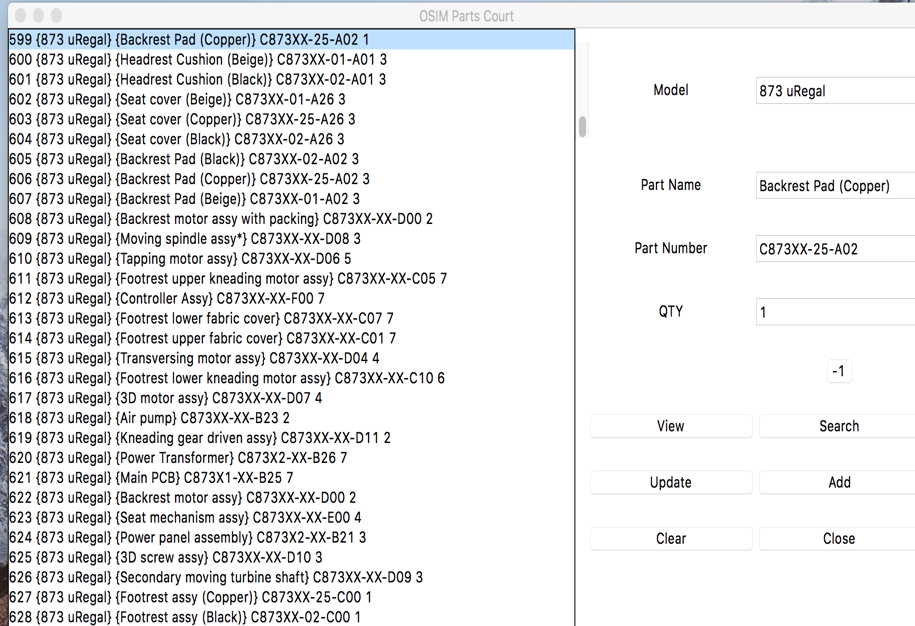 OSIM Parts Court
599 {873 uRegal} {Backrest Pad (Copper)} C873XX-25-A02 1
600 {873 uRegal} {Headrest Cushion (Beige)} C873XX-01-A01 3
601 {873 uRegal} {Headrest Cushion (Black)} C873XX-02-A01 3
602 {873 uRegal} {Seat cover (Beige)} C873XX-01-A26 3
603 {873 uRegal} {Seat cover (Copper)} C873XX-25-A26 3
604 {873 uRegal} {Seat cover (Black)} C873XX-02-A26 3
605 {873 uRegal} {Backrest Pad (Black)} C873XX-02-A02 3
606 {873 uRegal} {Backrest Pad (Copper)} C873XX-25-A02 3
607 {873 uRegal} {Backrest Pad (Beige)} C873XX-01-A02 3
608 {873 uRegal} {Backrest motor assy with packing} C873XX-XX-D00 2
609 {873 uRegal} {Moving spindle assy*} C873XX-XX-D08 3
610 {873 uRegal} {Tapping motor assy} C873XX-XX-D06 5
611 {873 uRegal} {Footrest upper kneading motor assy} C873XX-XX-C05 7
612 {873 uRegal} {Controller Assy} C873XX-XX-F00 7
613 {873 uRegal} {Footrest lower fabric cover} C873XX-XX-C07 7
614 {873 uRegal} {Footrest upper fabric cover} C873XX-XX-C01 7
615 {873 uRegal} {Transversing motor assy} C873XX-XX-D04 4
616 {873 uRegal} {Footrest lower kneading motor assy} C873XX-XX-C10 6
617 {873 uRegal} {3D motor assy} C873XX-XX-D07 4
618 {873 uRegal} {Air pump} C873XX-XX-B23 2
619 {873 uRegal} {Kneading gear driven assy} C873XX-XX-D11 2
620 {873 uRegal} {Power Transformer} C873X2-XX-B26 7
621 {873 uRegal} {Main PCB} C873X1-XX-B25 7
622 {873 uRegal} {Backrest motor assy} C873XX-XX-D00 2
623 {873 uRegal} {Seat mechanism assy} C873XX-XX-E00 4
624 {873 uRegal} {Power panel assembly} C873X2-XX-B21 3
625 {873 uRegal} {3D screw assy} C873XX-XX-D10 3
626 {873 uRegal} {Secondary moving turbine shaft} C873XX-XX-D09 3
627 {873 uRegal} {Footrest assy (Copper)} C873XX-25-C00 1
628 {873 uRegal} {Footrest assy (Black)} C873XX-02-C00 1
Model 873 uRegal
Part Name Backrest Pad (Copper)
Part Number C873XX-25-A02
QTY 1
-1
View Search
Update Add
Clear Close